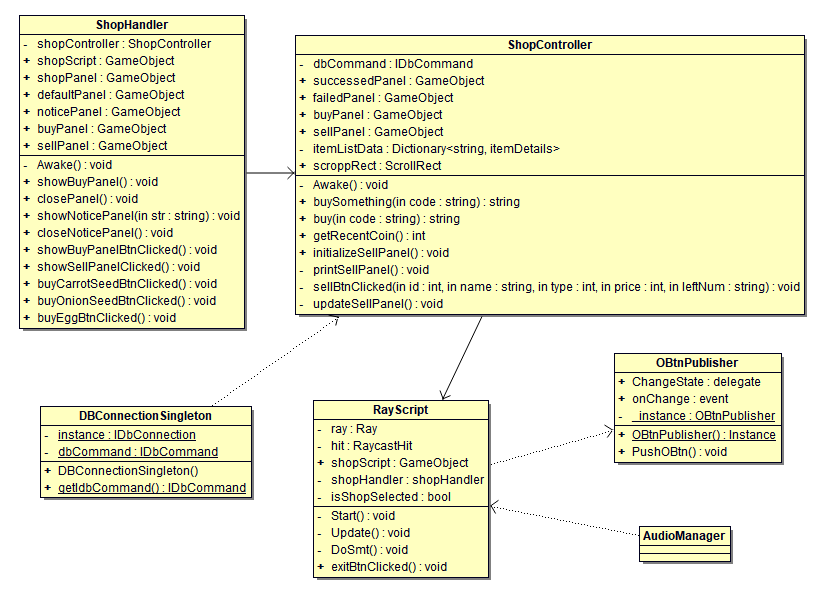 ShopHandler
- shopController : ShopController
+ shopScript : GameObject
+ shopPanel : GameObject
+ defaultPanel : GameObject
+ noticePanel : GameObject
+ buyPanel : GameObject
+ sellPanel : GameObject
- Awake() : void
+ showBuyPanel() : void
+ closePanel() : void
+ showNoticePanel(in str : string) : void
+ closeNoticePanel() : void
+ showBuyPanelBtnClicked() : void
+ showSellPanelClicked() : void
+ buyCarrotSeedBtnClicked() : void
+ buyOnionSeedBtnClicked() : void
+ buyEggBtnClicked() : void
ShopController
- dbCommand : IDbCommand
+ successedPanel : GameObject
+ failedPanel : GameObject
+ buyPanel : GameObject
+ sellPanel : GameObject
- itemListData : Dictionary<string, itemDetails>
+ scroppRect : ScrollRect
- Awake() : void
+ buySomething(in code : string) : string
+ buy(in code : string) : string
+ getRecentCoin() : int
+ initializeSellPanel() : void
- printSellPanel() : void
- sellBtnClicked(in id : int, in name : string, in type : int, in price : int, in leftNum : string) : void
- updateSellPanel() : void
DBConnectionSingleton
- instance : IDbConnection
- dbCommand : IDbCommand
+ DBConnectionSingleton()
+ getIdbCommand() : IDbCommand
RayScript
- ray : Ray
- hit : RaycastHit
+ shopScript : GameObject
- shopHandler : shopHandler
- isShopSelected : bool
- Start() : void
- Update() : void
- DoSmt() : void
+ exitBtnClicked() : void
OBtnPublisher
+ ChangeState : delegate
+ onChange : event
- _instance : OBtnPublisher
+ OBtnPublisher() : Instance
+ PushOBtn() : void
AudioManager